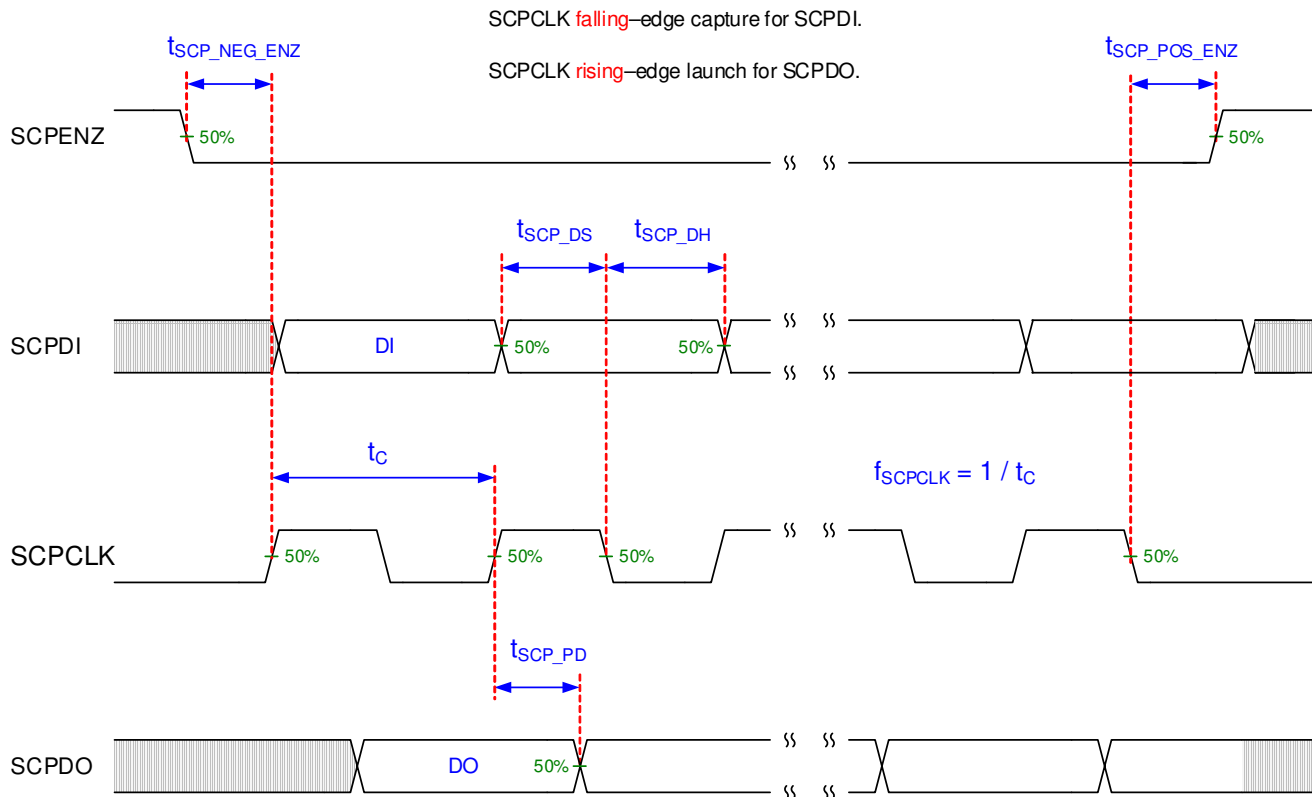 SCPCLK falling–edge capture for SCPDI.
tSCP_NEG_ENZ
tSCP_POS_ENZ
SCPCLK rising–edge launch for SCPDO.
SCPENZ
50%
50%
tSCP_DS
tSCP_DH
SCPDI
DI
50%
50%
tC
fSCPCLK = 1 / tC
SCPCLK
50%
50%
50%
50%
tSCP_PD
SCPDO
DO
50%